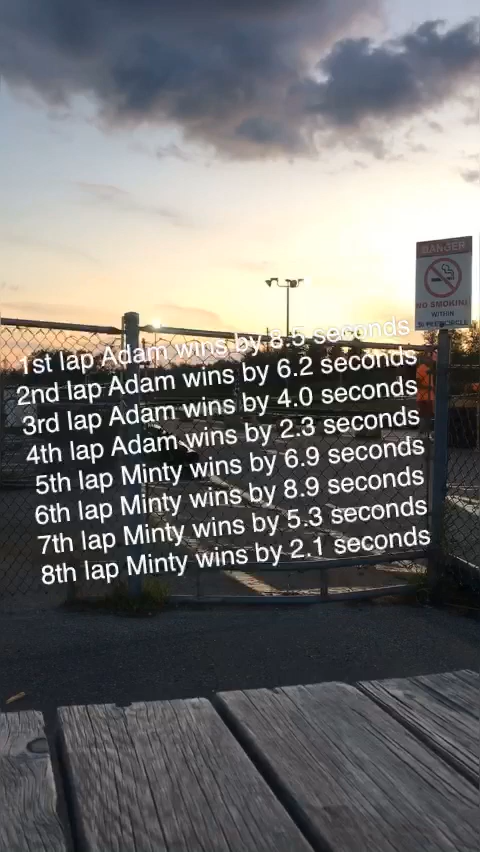 1st lap Adam wins by 8.5 seconds
2nd lap Adam wins by 6.2 seconds
3rd lap Adam wins by 4.0 seconds
4th lap Adam wins by 2.3 seconds
5th lap Minty wins by 6.9 seconds
6th lap Minty wins by 8.9 seconds
7th lap Minty wins by 5.3 seconds
8th lap Minty wins by 2.1 seconds
DANGER
NO SMOKING
WITHIN